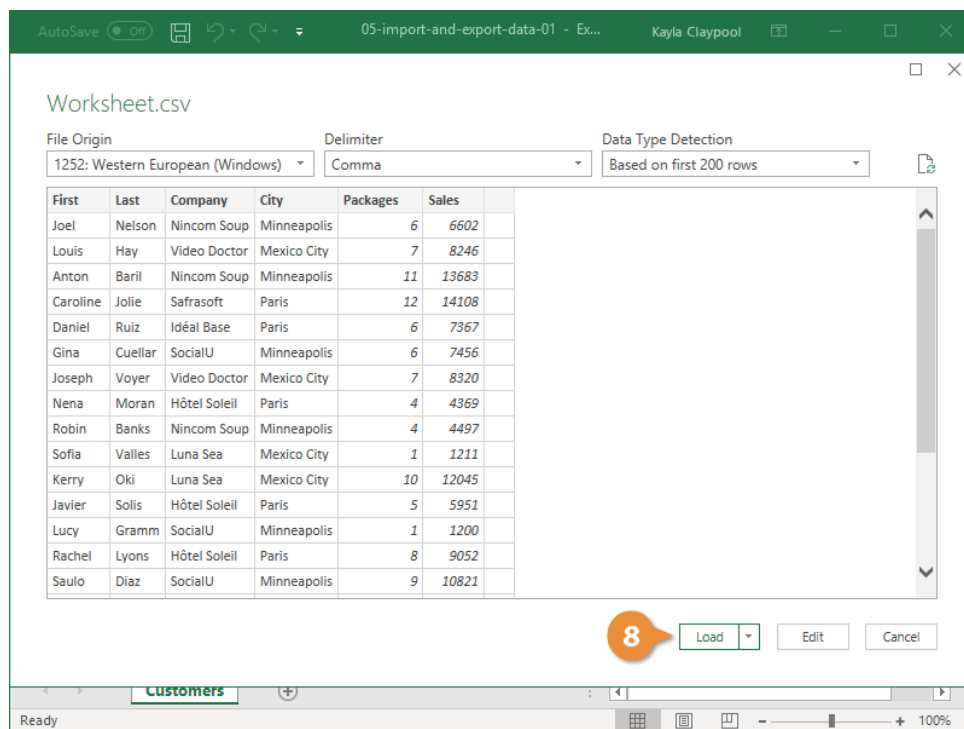 AutoSave Off 05-import-and-export-data-01 - Ex... Kayla Claypool
Worksheet.csv
File Origin Delimiter Data Type Detection
1252: Western European (Windows) Comma Based on first 200 rows
First Last Company City Packages Sales
Joel Nelson Nincom Soup Minneapolis 6 6602
Louis Hay Video Doctor Mexico City 7 8246
Anton Baril Nincom Soup Minneapolis 11 13683
Caroline Jolie Safrasoft Paris 12 14108
Daniel Ruiz Idéal Base Paris 6 7367
Gina Cuellar SocialU Minneapolis 6 7456
Joseph Voyer Video Doctor Mexico City 7 8320
Nena Moran Hôtel Soleil Paris 4 4369
Robin Banks Nincom Soup Minneapolis 4 4497
Sofia Valles Luna Sea Mexico City 1 1211
Kerry Oki Luna Sea Mexico City 10 12045
Javier Solis Hôtel Soleil Paris 5 5951
Lucy Gramm SocialU Minneapolis 1 1200
Rachel Lyons Hôtel Soleil Paris 8 9052
Saulo Diaz SocialU Minneapolis 9 10821
8 Load Edit Cancel
Customers
Ready 100%